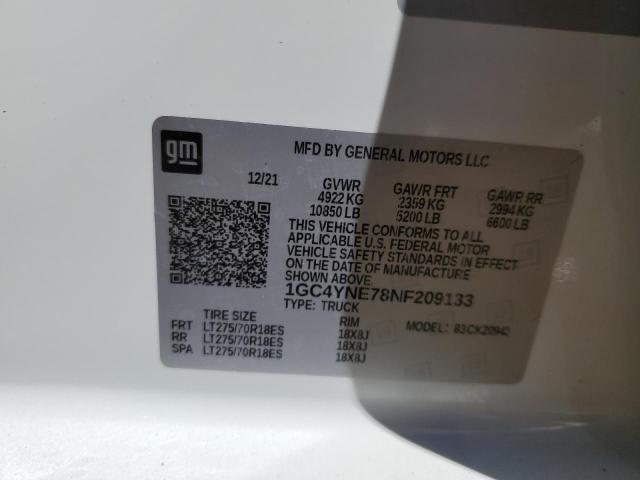 gm
MFD BY GENERAL MOTORS LLC
12/21 GVWR GAWR FRT GAWR RR
4922 KG 2359 KG 2994 KG
10850 LB 5200 LB 6600 LB
THIS VEHICLE CONFORMS TO ALL
APPLICABLE U.S. FEDERAL MOTOR
VEHICLE SAFETY STANDARDS IN EFFECT
ON THE DATE OF MANUFACTURE
SHOWN ABOVE.
1GC4YNE78NF209133
TYPE: TRUCK
TIRE SIZE RIM MODEL: 83CK20943
FRT LT275/70R18ES 18X8J
RR LT275/70R18ES 18X8J
SPA LT275/70R18ES 18X8J